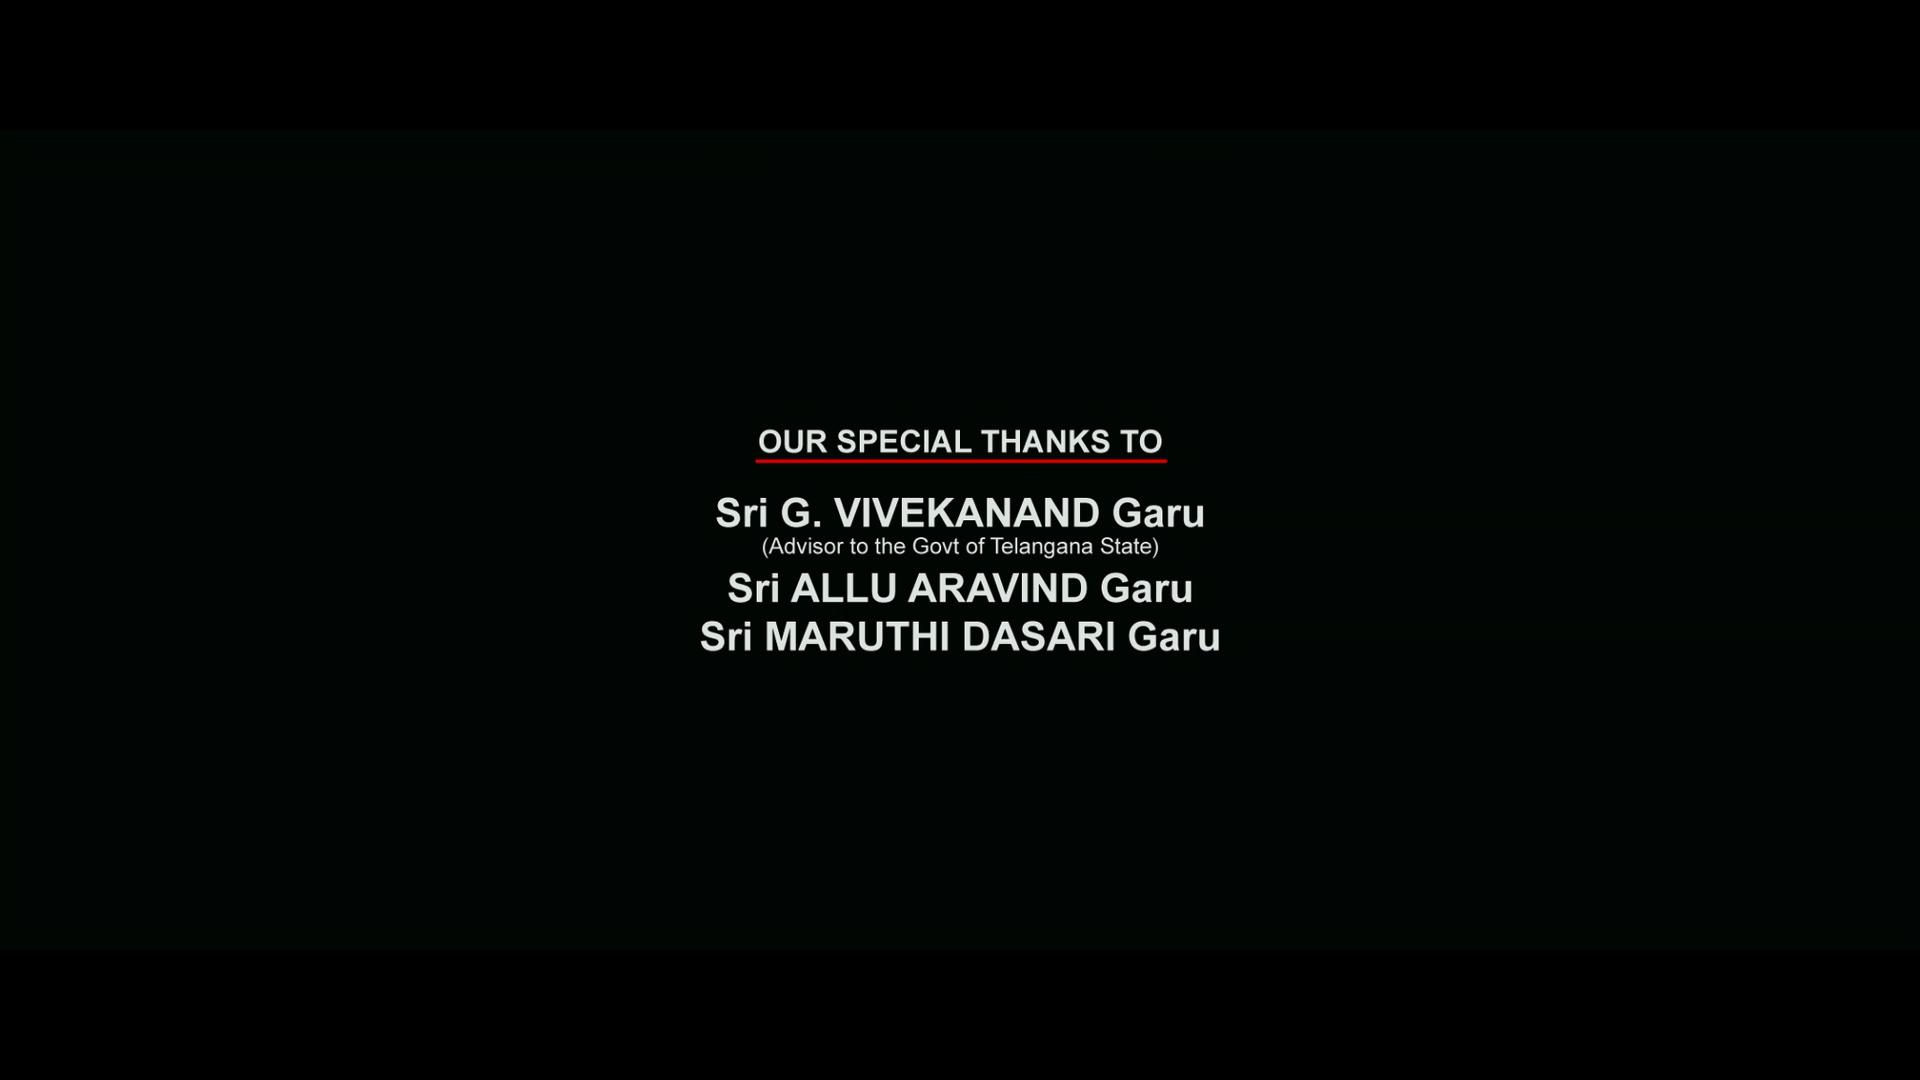 OUR SPECIAL THANKS TO
Sri G. VIVEKANAND Garu
(Advisor to the Govt of Telangana State)
Sri ALLU ARAVIND Garu
Sri MARUTHI DASARI Garu